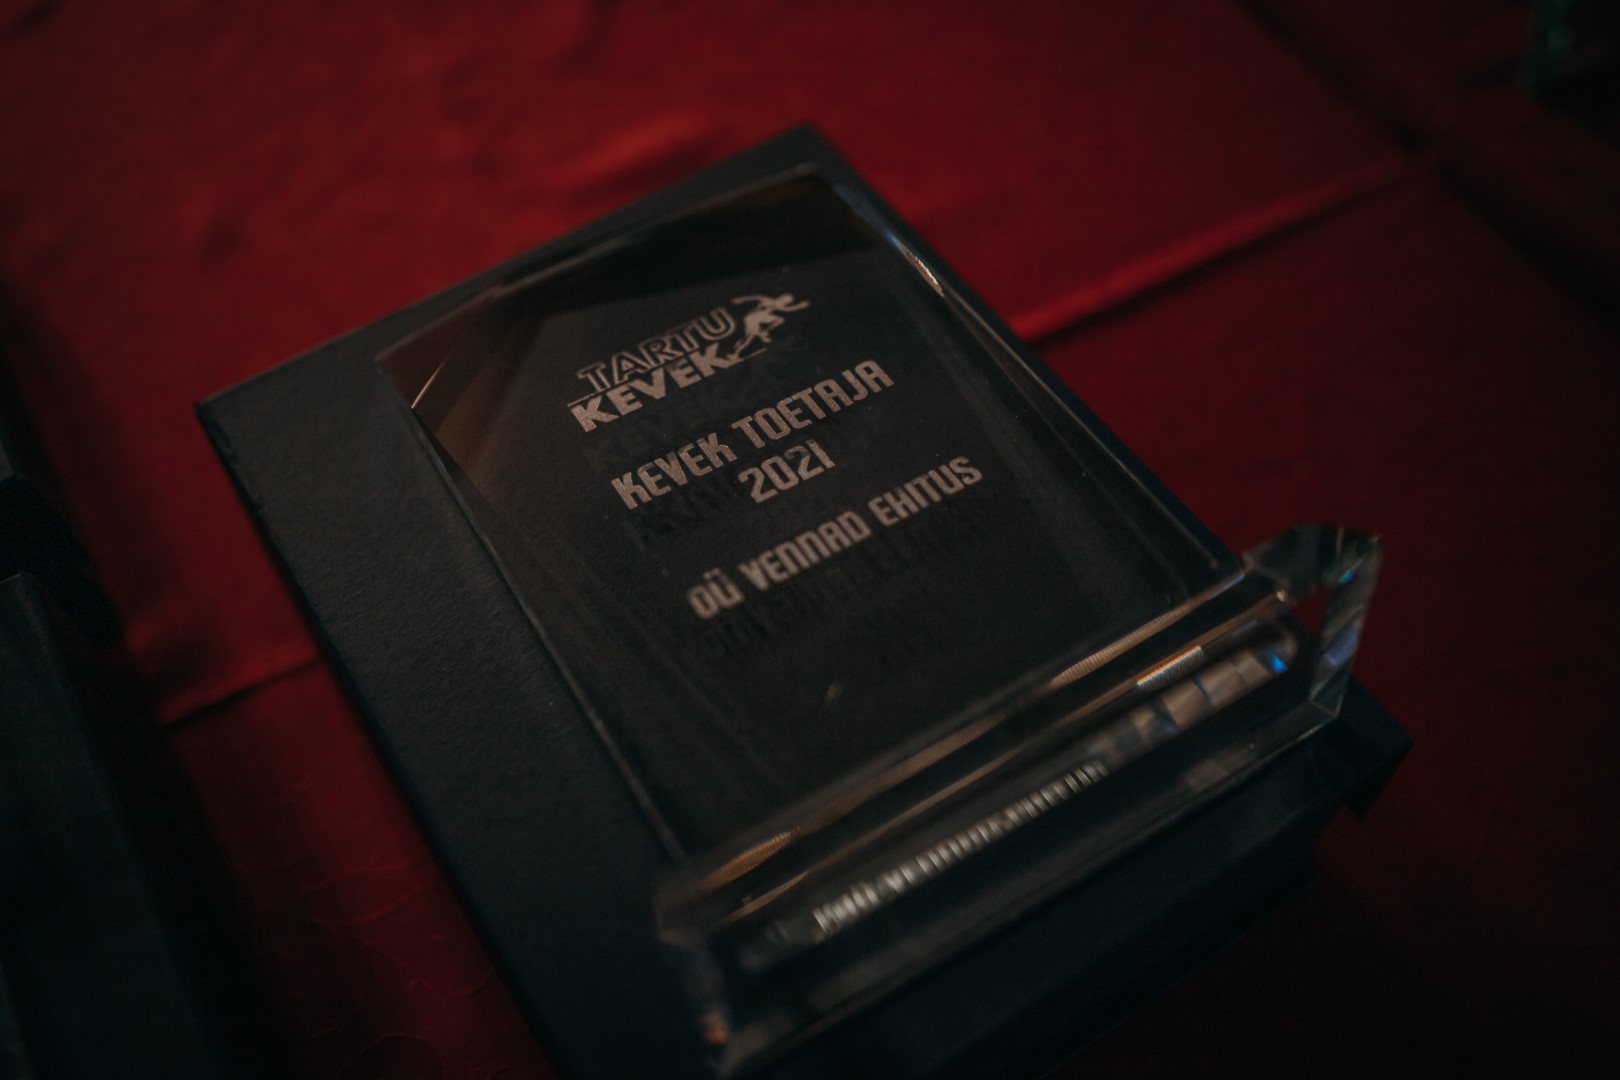 TARTU
KEVEK
KEVEK TOETAJA
2021
OÜ VENNAD EHITUS